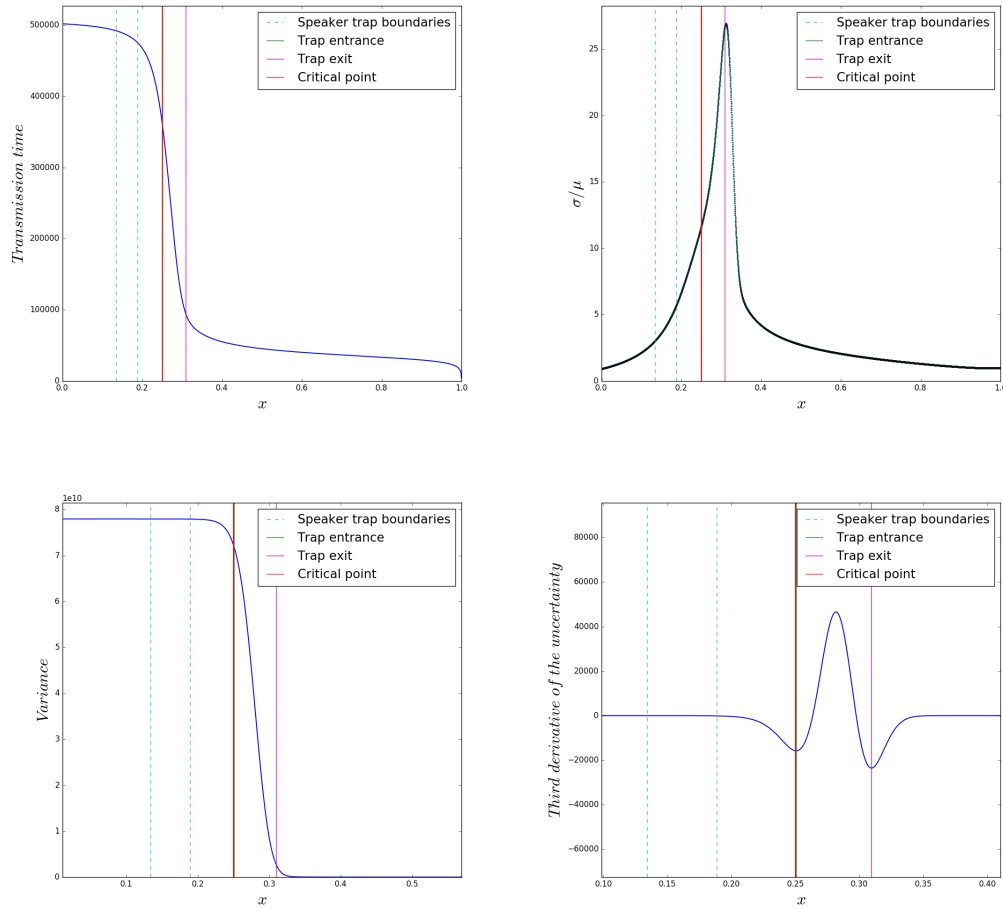 Transmission time
500000
400000
300000
200000
100000
0
0.0 0.2 0.4 0.6 0.8 1.0
x
Speaker trap boundaries
Trap entrance
Trap exit
Critical point
σ/μ
25
20
15
10
5
0
0.0 0.2 0.4 0.6 0.8 1.0
x
Speaker trap boundaries
Trap entrance
Trap exit
Critical point
1e10
Variance
8
7
6
5
4
3
2
1
0
0.1 0.2 0.3 0.4 0.5
x
Speaker trap boundaries
Trap entrance
Trap exit
Critical point
Third derivative of the uncertainty
80000
60000
40000
20000
0
−20000
−40000
−60000
0.10 0.15 0.20 0.25 0.30 0.35 0.40
x
Speaker trap boundaries
Trap entrance
Trap exit
Critical point